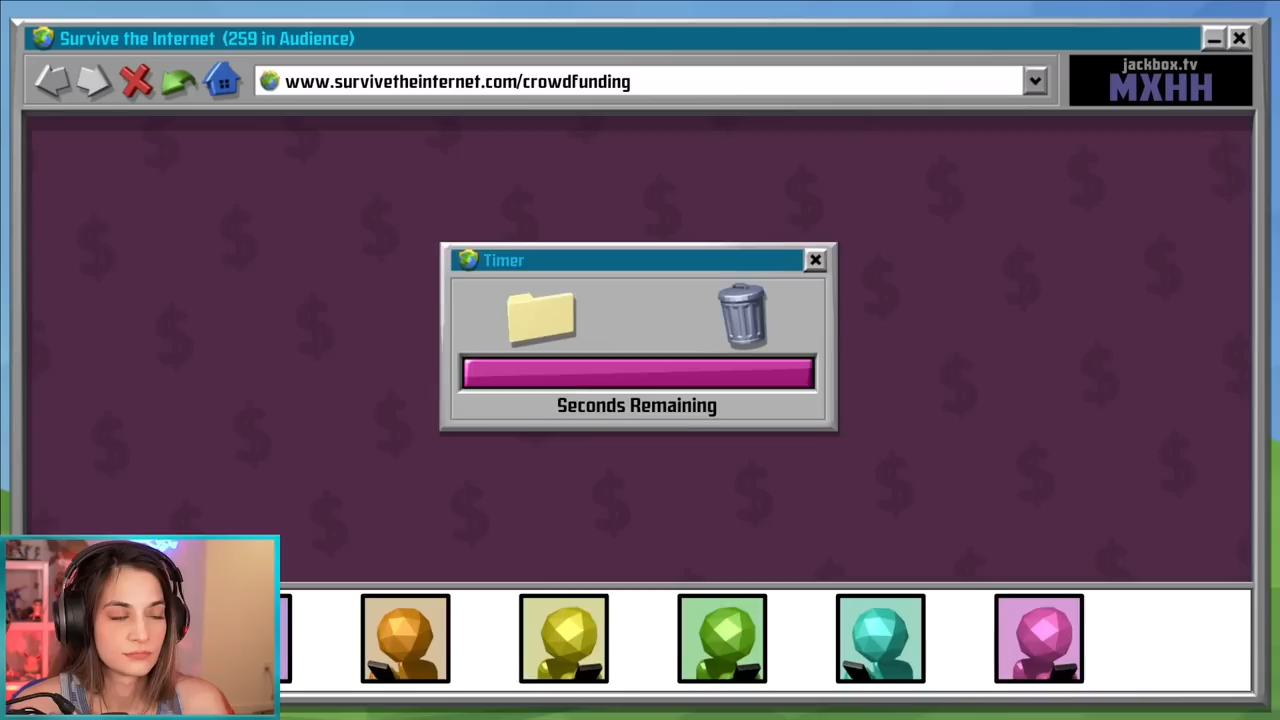 Survive the Internet (259 in Audience)
www.survivetheinternet.com/crowdfunding
jackbox.tv
MXHH
Timer
Seconds Remaining